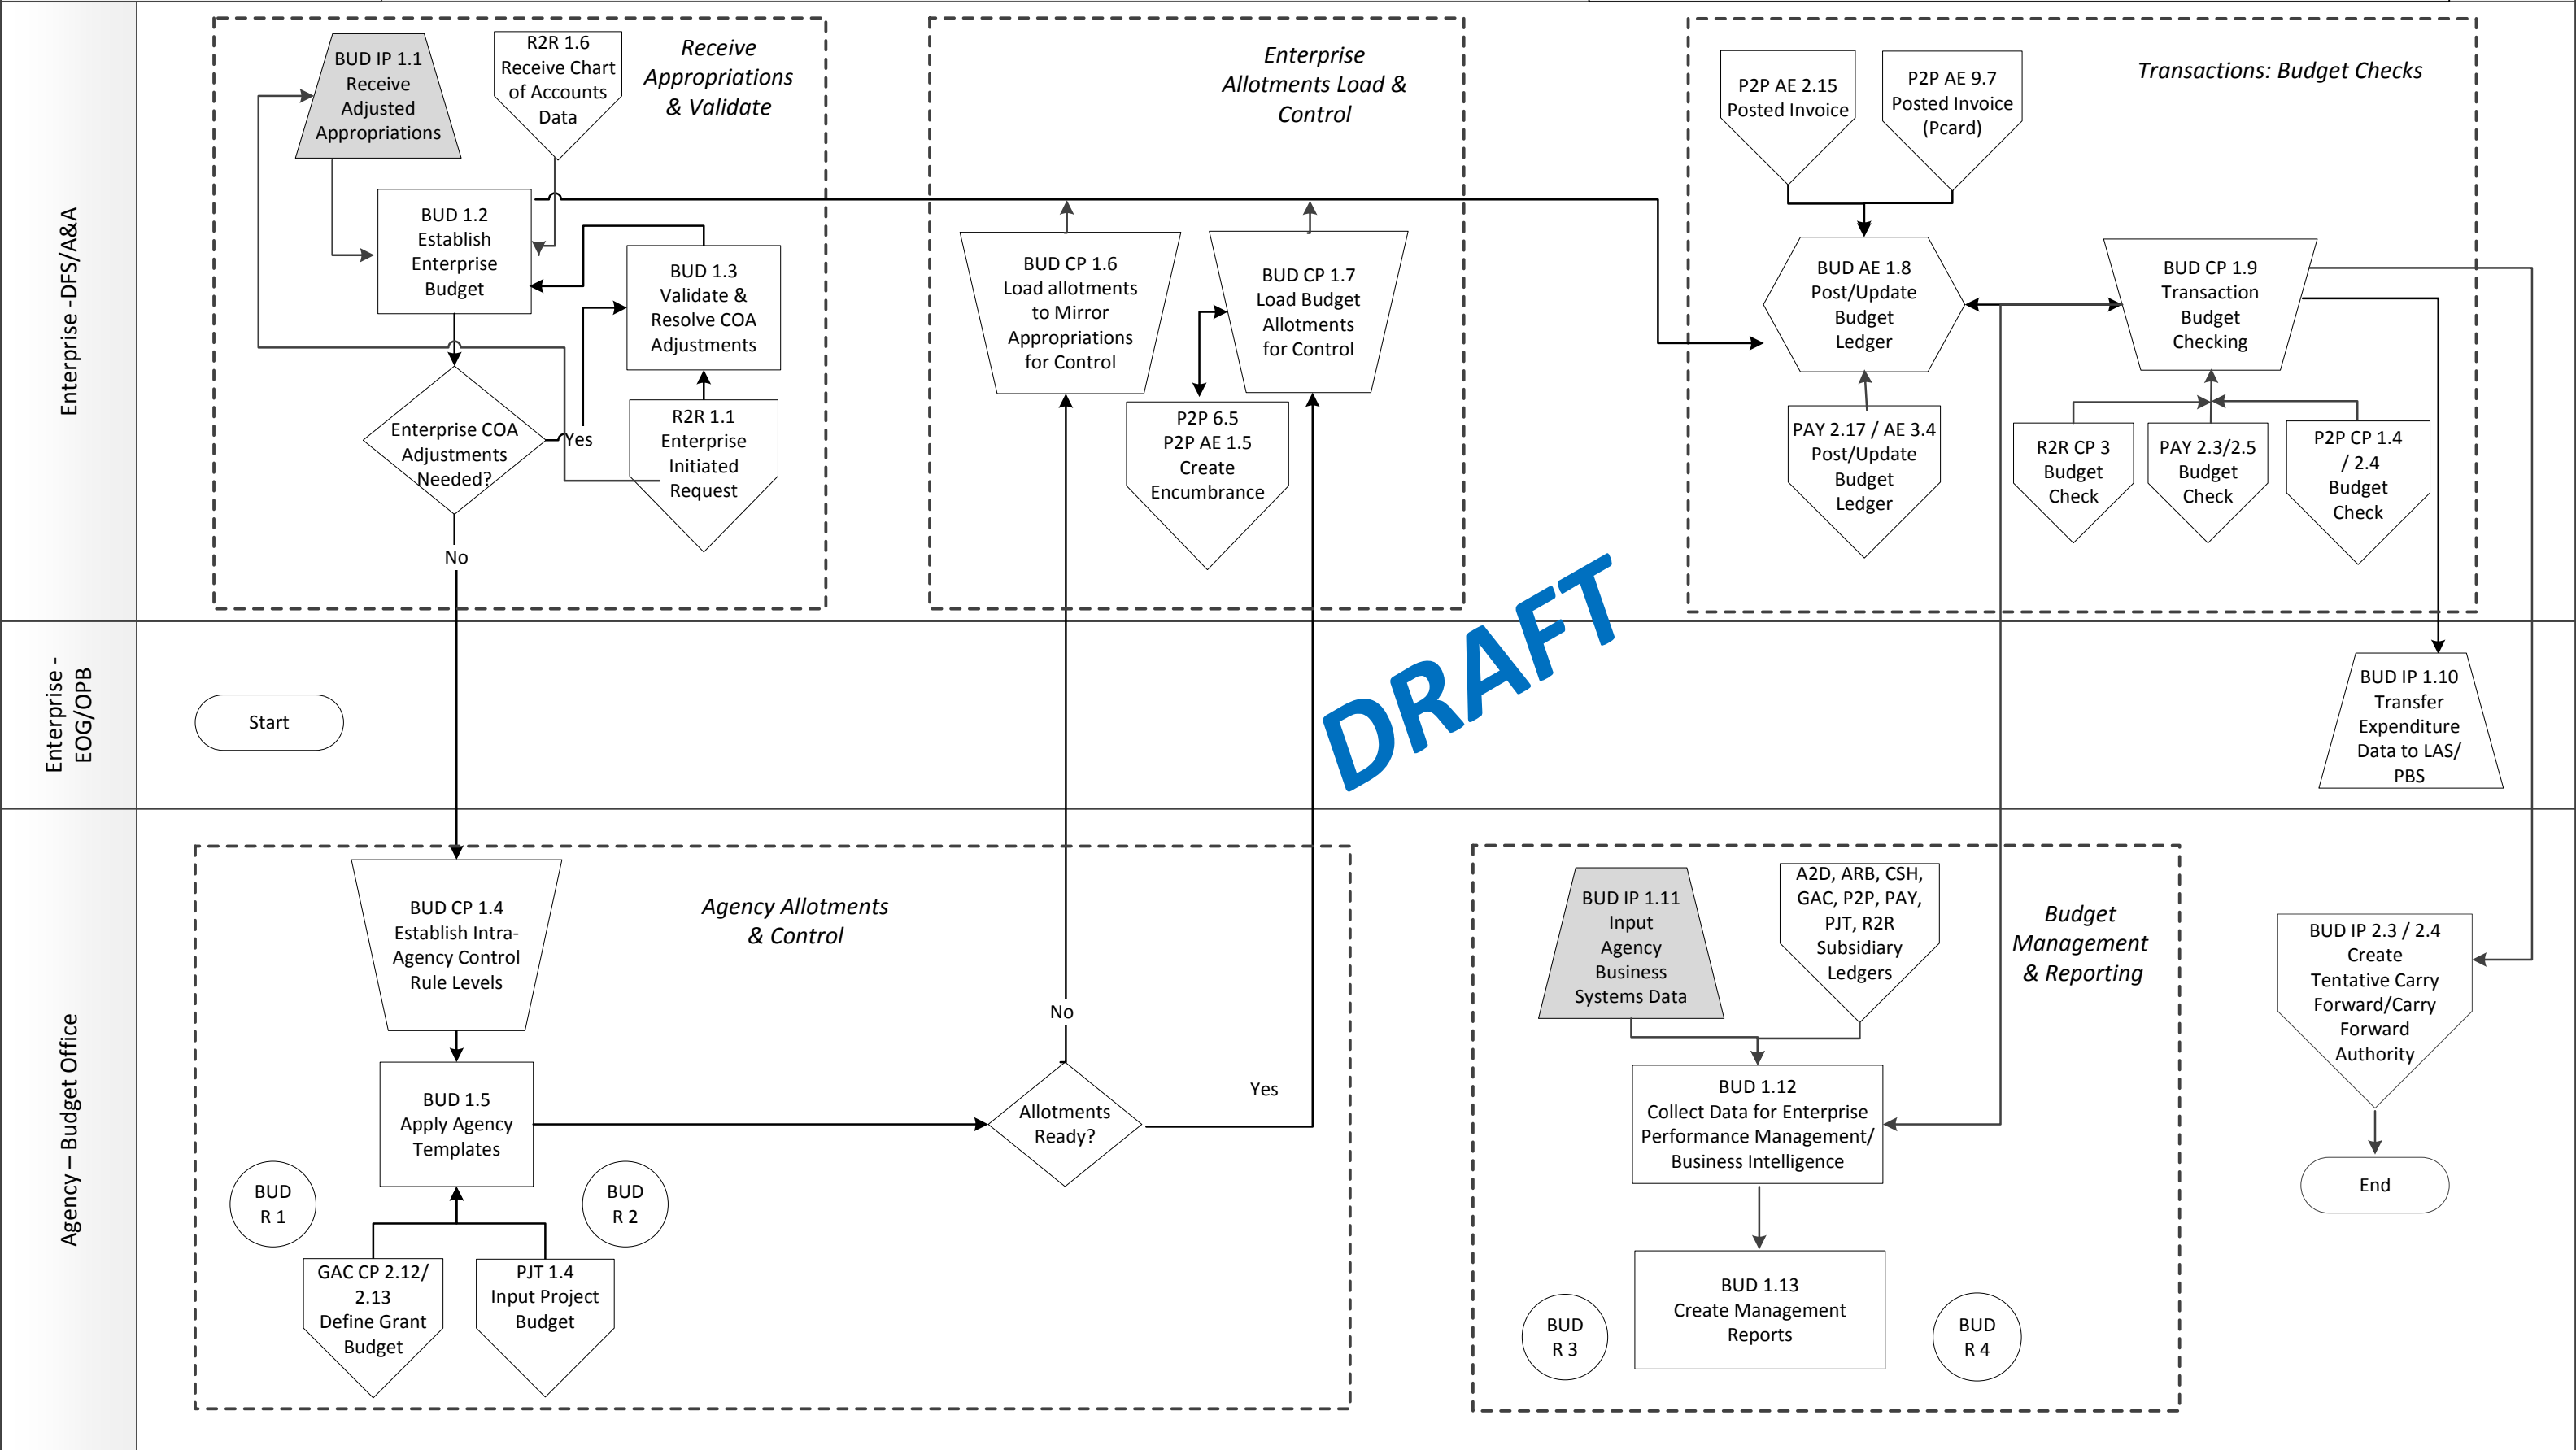 Enterprise -DFS/A&A
BUD IP 1.1
Receive
Adjusted
Appropriations
R2R 1.6
Receive Chart
of Accounts
Data
Receive
Appropriations
& Validate
BUD 1.2
Establish
Enterprise
Budget
BUD 1.3
Validate &
Resolve COA
Adjustments
Enterprise COA
Adjustments
Needed?
Yes
No
R2R 1.1
Enterprise
Initiated
Request
Enterprise
Allotments Load &
Control
BUD CP 1.6
Load allotments
to Mirror
Appropriations
for Control
BUD CP 1.7
Load Budget
Allotments
for Control
P2P 6.5
P2P AE 1.5
Create
Encumbrance
P2P AE 2.15
Posted Invoice
P2P AE 9.7
Posted Invoice
(Pcard)
Transactions: Budget Checks
BUD AE 1.8
Post/Update
Budget
Ledger
BUD CP 1.9
Transaction
Budget
Checking
PAY 2.17 / AE 3.4
Post/Update
Budget
Ledger
R2R CP 3
Budget
Check
PAY 2.3/2.5
Budget
Check
P2P CP 1.4
/ 2.4
Budget
Check
DRAFT
Enterprise -
EOG/OPB
Start
BUD IP 1.10
Transfer
Expenditure
Data to LAS/
PBS
Agency – Budget Office
BUD CP 1.4
Establish Intra-
Agency Control
Rule Levels
Agency Allotments
& Control
BUD 1.5
Apply Agency
Templates
BUD
R 1
BUD
R 2
GAC CP 2.12/
2.13
Define Grant
Budget
PJT 1.4
Input Project
Budget
No
Allotments
Ready?
Yes
BUD IP 1.11
Input
Agency
Business
Systems Data
A2D, ARB, CSH,
GAC, P2P, PAY,
PJT, R2R
Subsidiary
Ledgers
Budget
Management
& Reporting
BUD 1.12
Collect Data for Enterprise
Performance Management/
Business Intelligence
BUD 1.13
Create Management
Reports
BUD
R 3
BUD
R 4
BUD IP 2.3 / 2.4
Create
Tentative Carry
Forward/Carry
Forward
Authority
End